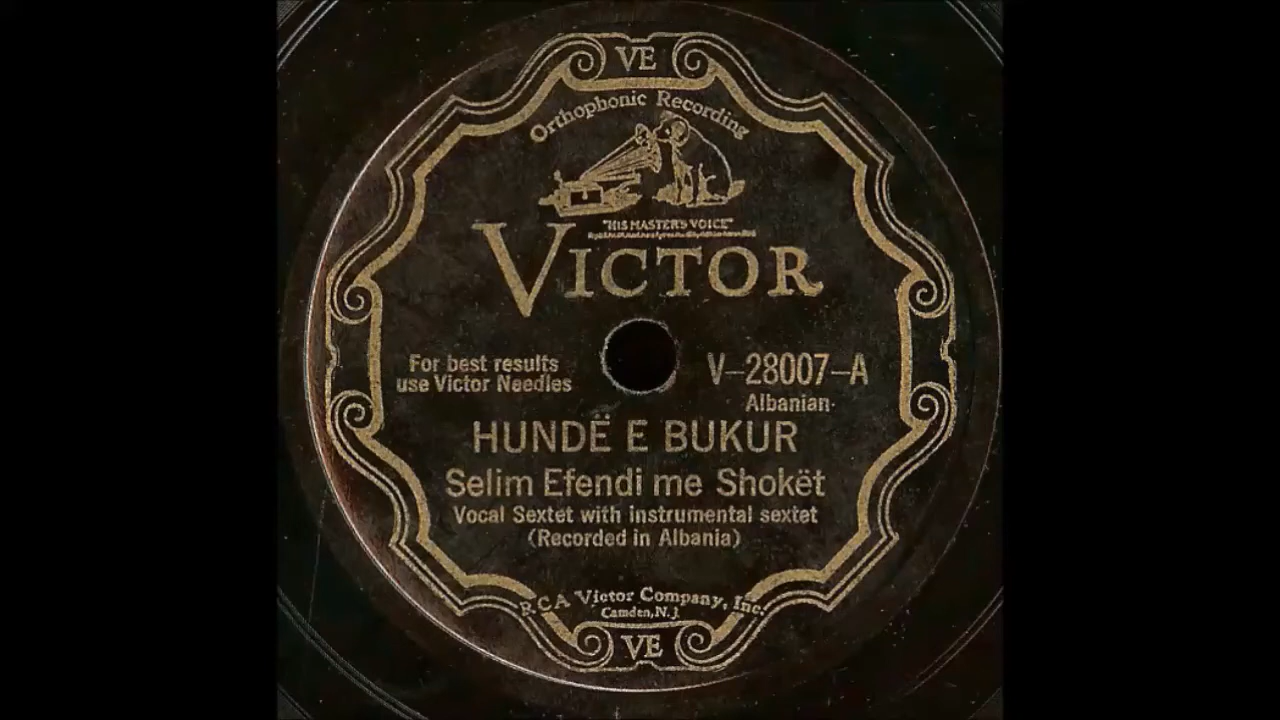 VE
Orthophonic Recording
"HIS MASTER'S VOICE"
VICTOR
For best results
use Victor Needles
V–28007–A
Albanian
HUNDË E BUKUR
Selim Efendi me Shokët
Vocal Sextet with instrumental sextet
(Recorded in Albania)
RCA Victor Company, Inc.
Camden, N.J.
VE